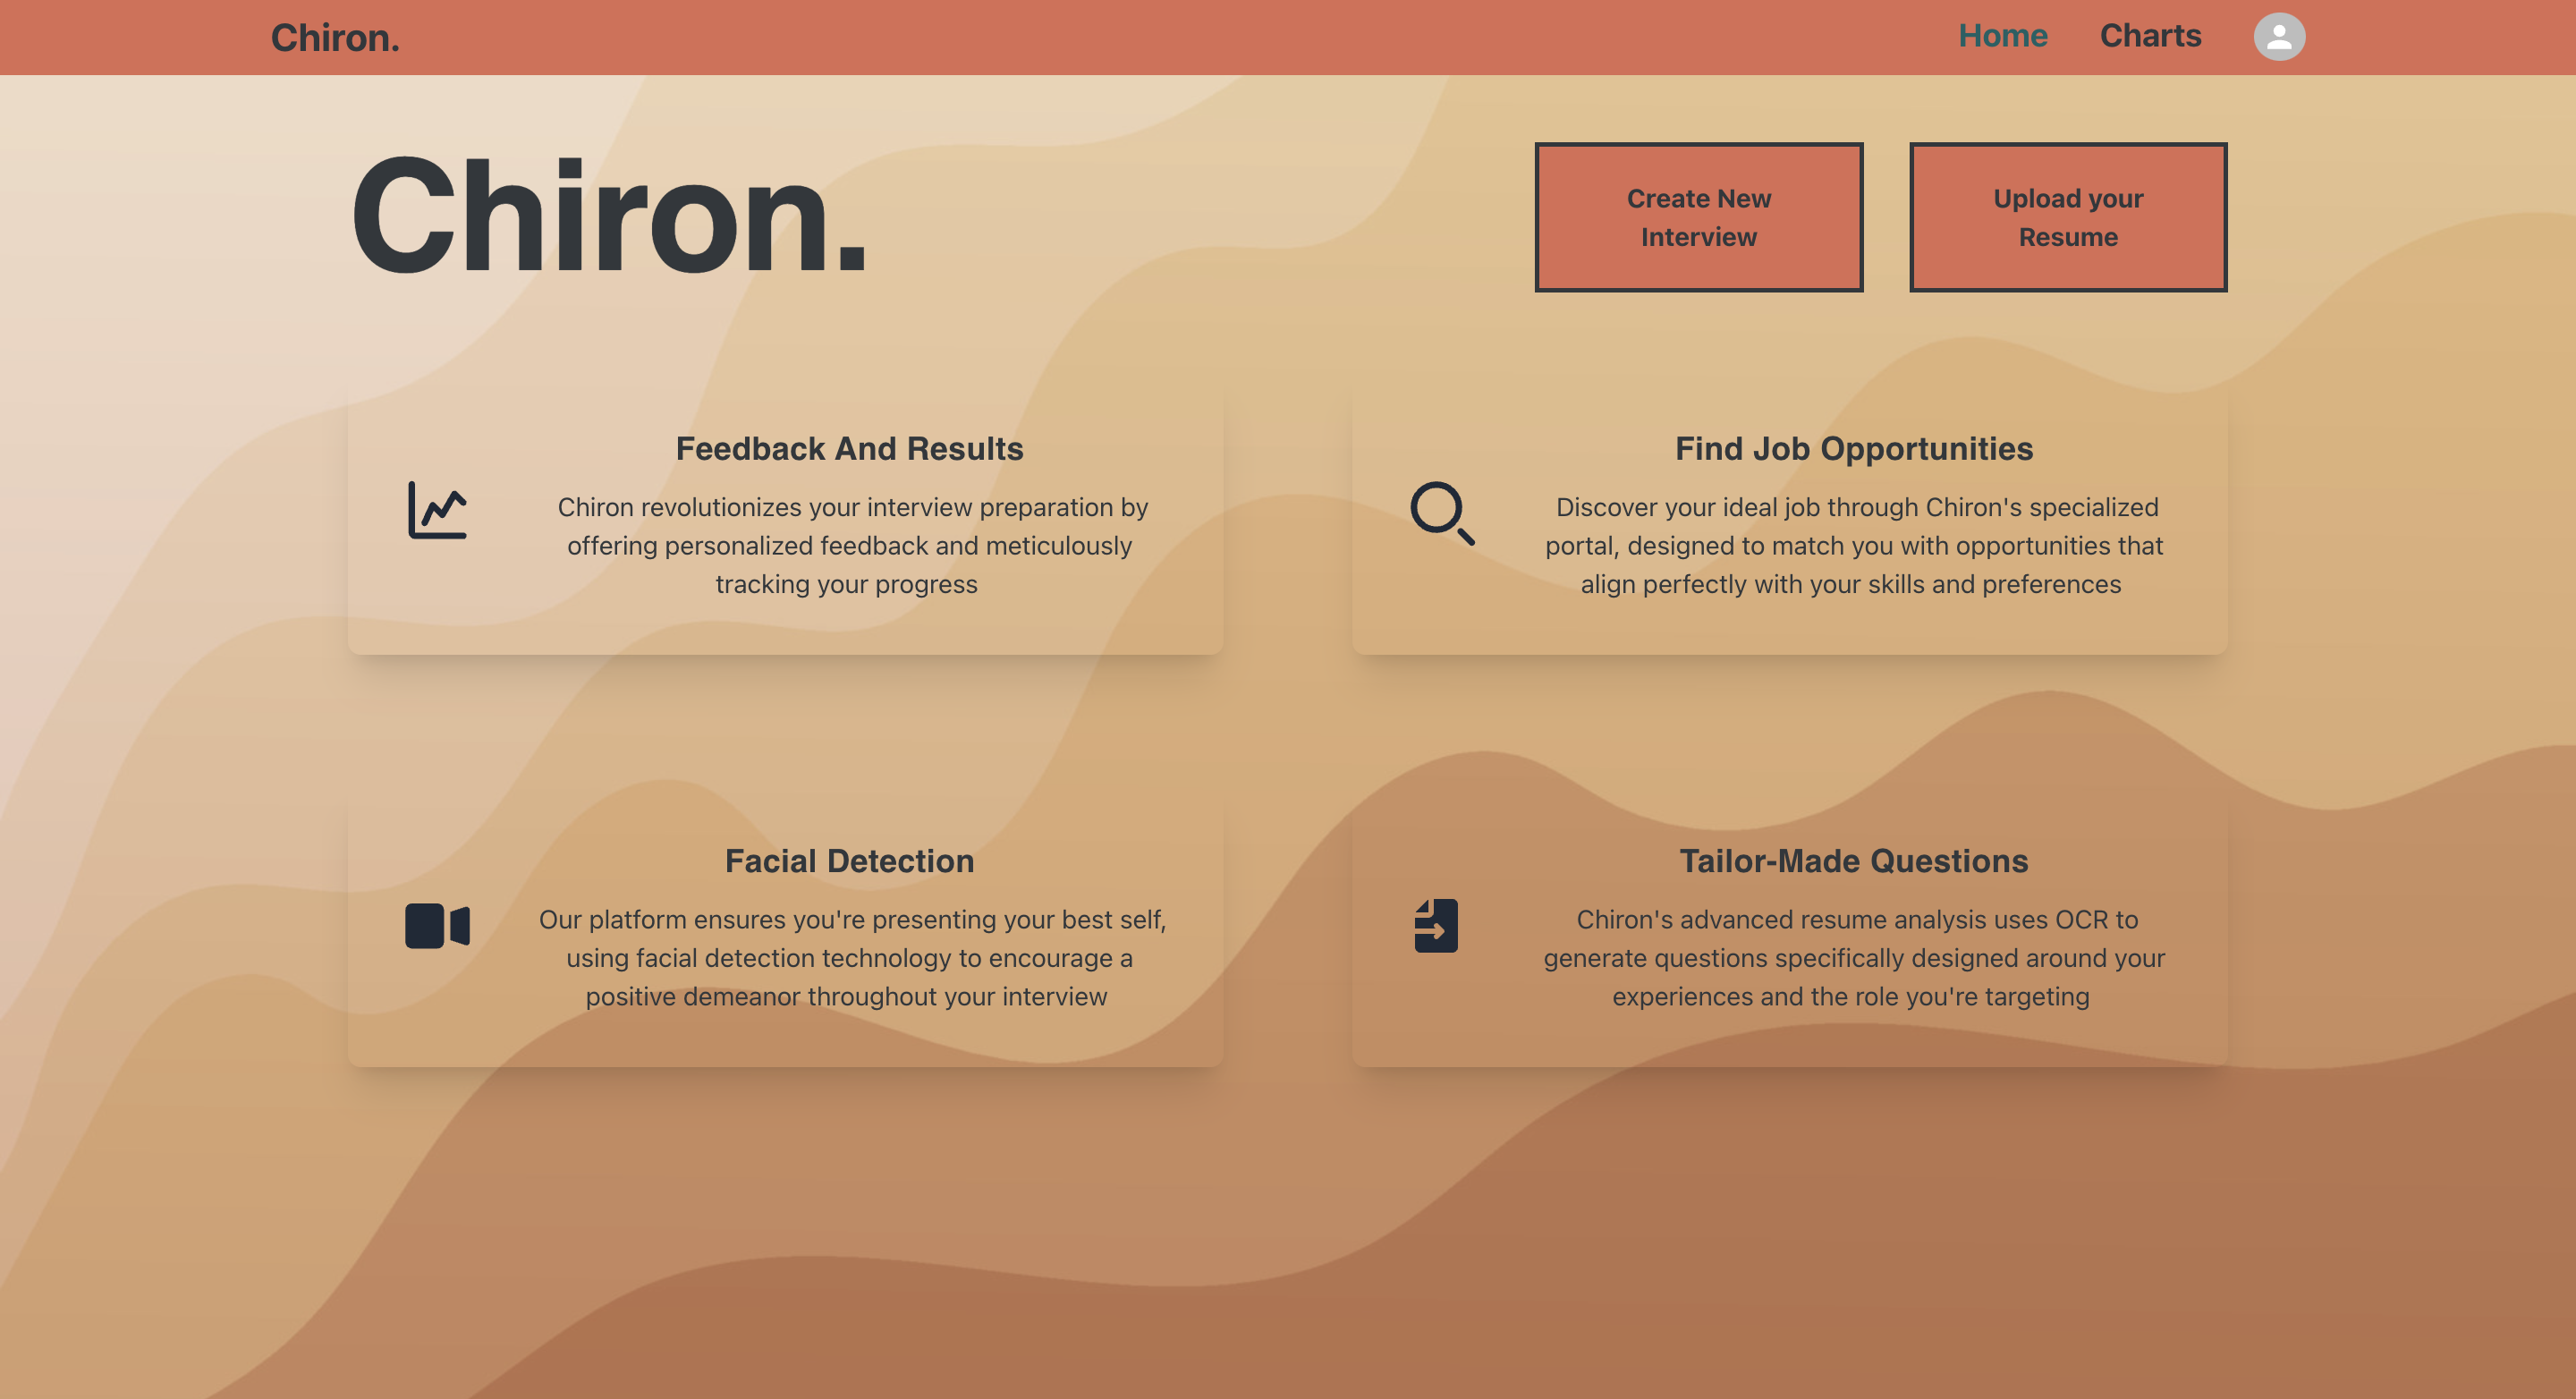 Chiron.
Home
Charts
Chiron.
Create New
Interview
Upload your
Resume
Feedback And Results
Chiron revolutionizes your interview preparation by
offering personalized feedback and meticulously
tracking your progress
Find Job Opportunities
Discover your ideal job through Chiron's specialized
portal, designed to match you with opportunities that
align perfectly with your skills and preferences
Facial Detection
Our platform ensures you're presenting your best self,
using facial detection technology to encourage a
positive demeanor throughout your interview
Tailor-Made Questions
Chiron's advanced resume analysis uses OCR to
generate questions specifically designed around your
experiences and the role you're targeting